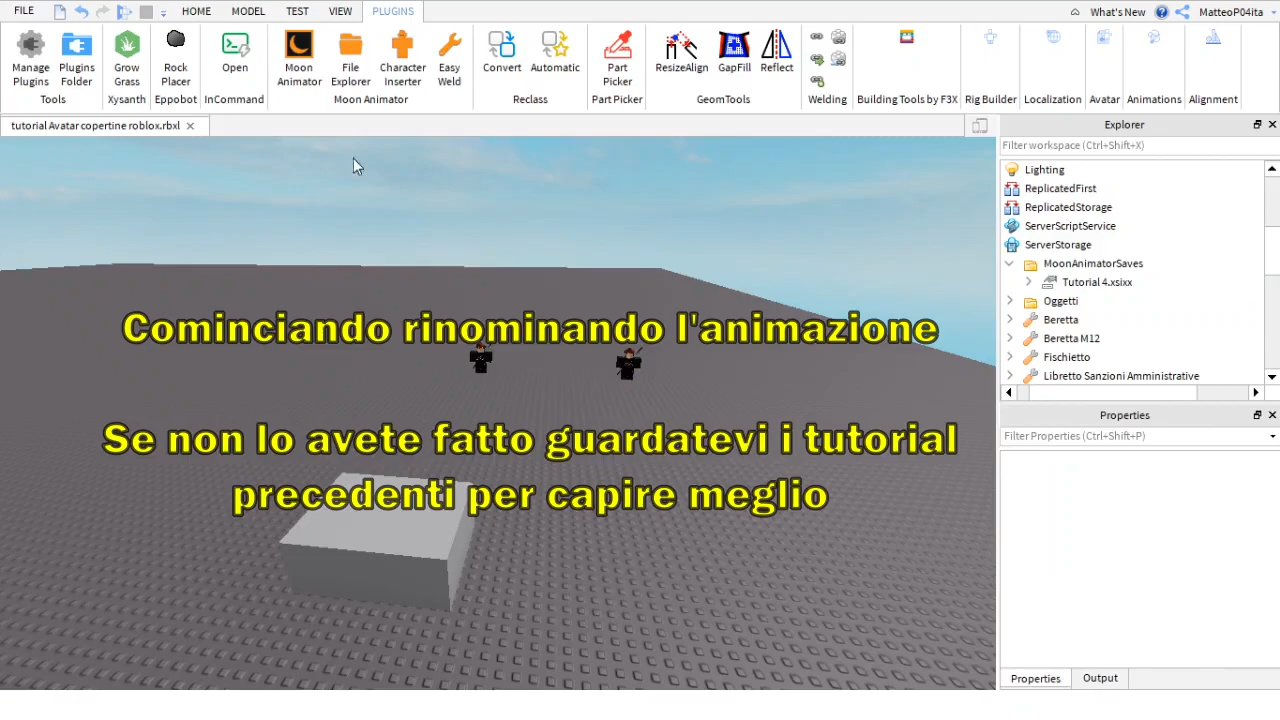 FILE HOME MODEL TEST VIEW PLUGINS What's New MatteoP04ita
Manage Plugins
Plugins Folder
Grow Grass
Rock Placer
Open
Moon Animator
File Explorer
Character Inserter
Easy Weld
Convert
Automatic
Part Picker
ResizeAlign
GapFill
Reflect
Tools Xysanth Eppobot InCommand Moon Animator Reclass Part Picker GeomTools Welding Building Tools by F3X Rig Builder Localization Avatar Animations Alignment
tutorial Avatar copertine roblox.rbxl
Explorer
Filter workspace (Ctrl+Shift+X)
Lighting
ReplicatedFirst
ReplicatedStorage
ServerScriptService
ServerStorage
MoonAnimatorSaves
Tutorial 4.xsixx
Oggetti
Beretta
Beretta M12
Fischietto
Libretto Sanzioni Amministrative
Properties
Filter Properties (Ctrl+Shift+P)
Properties Output
Cominciando rinominando l'animazione
Se non lo avete fatto guardatevi i tutorial
precedenti per capire meglio